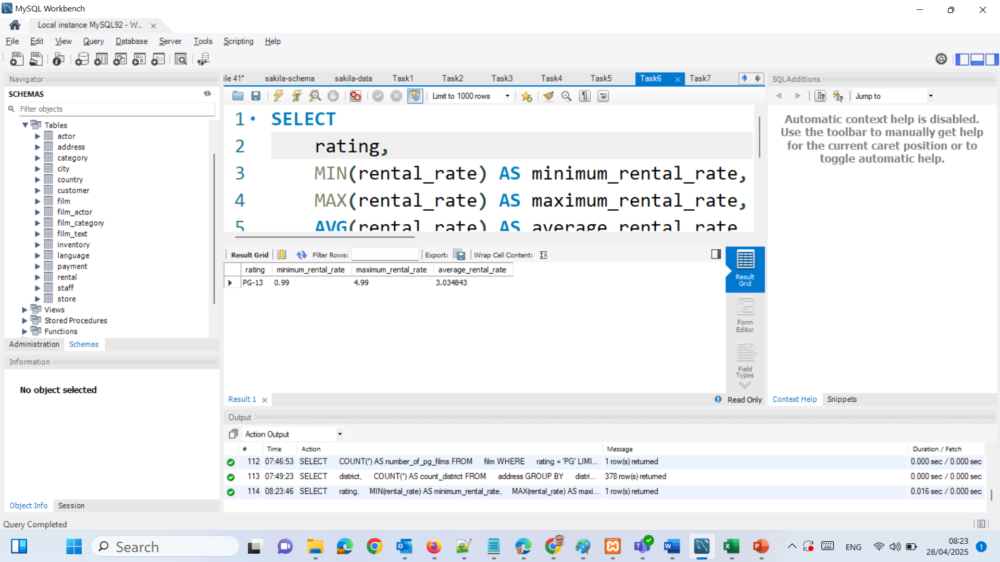 MySQL Workbench
Local instance MySQL92 - W...
File Edit View Query Database Server Tools Scripting Help
Navigator
SCHEMAS
Filter objects
Tables
actor
address
category
city
country
customer
film
film_actor
film_category
film_text
inventory
language
payment
rental
staff
store
Views
Stored Procedures
Functions
Administration Schemas
Information
No object selected
Object Info Session
Query Completed
ile 41* sakila-schema sakila-data Task1 Task2 Task3 Task4 Task5 Task6 Task7
Limit to 1000 rows
1 SELECT
2 rating,
3 MIN(rental_rate) AS minimum_rental_rate,
4 MAX(rental_rate) AS maximum_rental_rate,
5 AVG(rental_rate) AS average_rental_rate
Result Grid Filter Rows: Export: Wrap Cell Content:
rating minimum_rental_rate maximum_rental_rate average_rental_rate
PG-13 0.99 4.99 3.034843
Result
Grid
Form
Editor
Field
Types
Result 1 Read Only
SQLAdditions
Jump to
Automatic context help is disabled.
Use the toolbar to manually get help
for the current caret position or to
toggle automatic help.
Context Help Snippets
Output
Action Output
# Time Action Message Duration / Fetch
112 07:46:53 SELECT COUNT(*) AS number_of_pg_films FROM film WHERE rating = 'PG' LIMI... 1 row(s) returned 0.000 sec / 0.000 sec
113 07:49:23 SELECT district, COUNT(*) AS count_district FROM address GROUP BY distri... 378 row(s) returned 0.000 sec / 0.000 sec
114 08:23:46 SELECT rating, MIN(rental_rate) AS minimum_rental_rate, MAX(rental_rate) AS maxi... 1 row(s) returned 0.016 sec / 0.000 sec
Search
ENG
08:23
28/04/2025
1